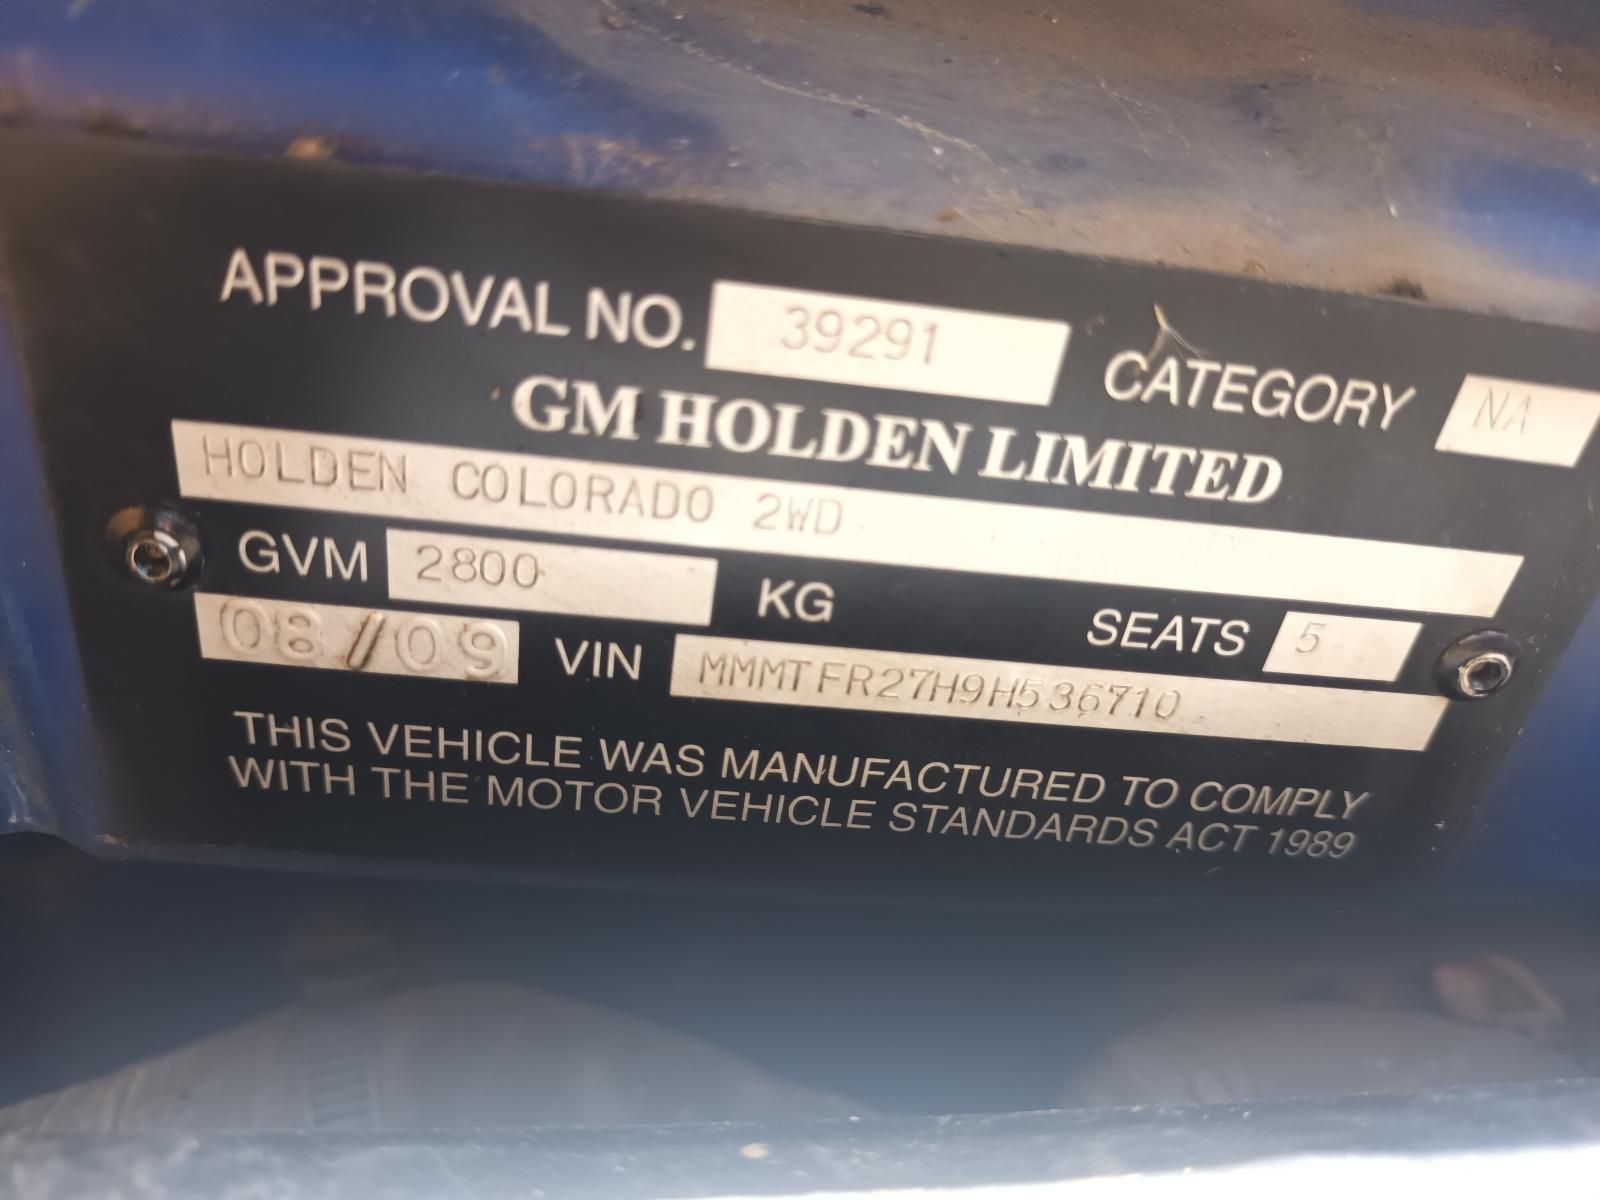 APPROVAL NO. 39291 CATEGORY NA
GM HOLDEN LIMITED
HOLDEN COLORADO 2WD
GVM 2800 KG SEATS 5
08/09 VIN MMMTFR27H9H536710
THIS VEHICLE WAS MANUFACTURED TO COMPLY
WITH THE MOTOR VEHICLE STANDARDS ACT 1989